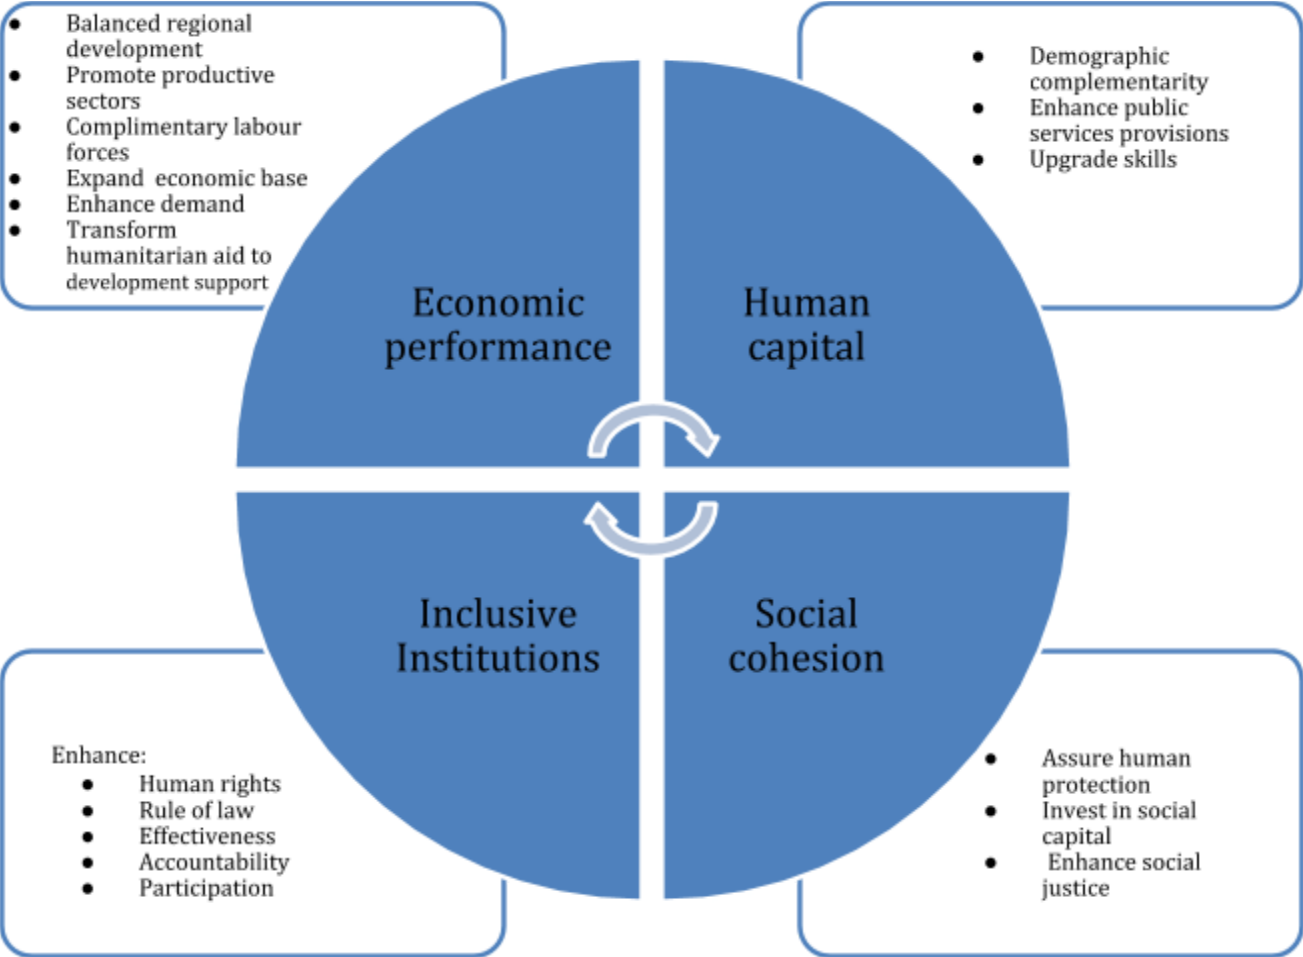 ● Balanced regional
development
● Promote productive
sectors
● Complimentary labour
forces
● Expand economic base
● Enhance demand
● Transform
humanitarian aid to
development support
● Demographic
complementarity
● Enhance public
services provisions
● Upgrade skills
Economic
performance
Human
capital
Inclusive
Institutions
Social
cohesion
Enhance:
● Human rights
● Rule of law
● Effectiveness
● Accountability
● Participation
● Assure human
protection
● Invest in social
capital
● Enhance social
justice